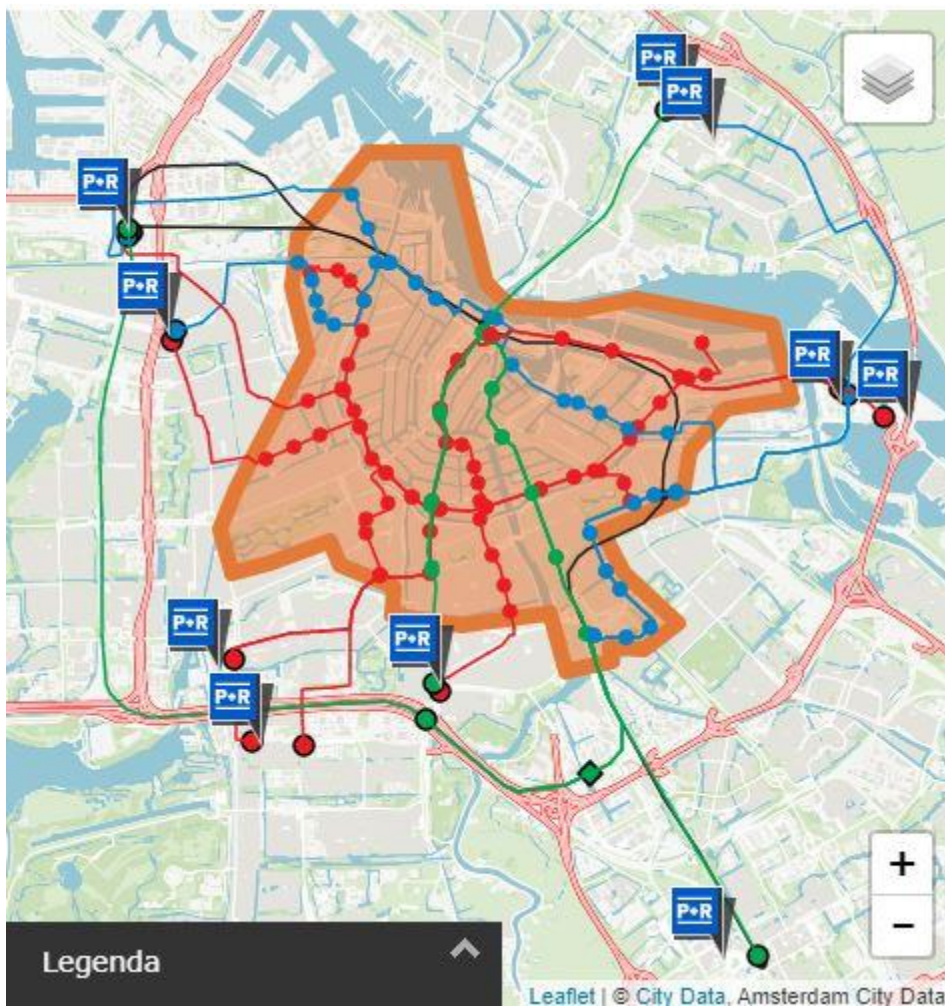 P+R
P+R
P+R
P+R
P+R
P+R
P+R
P+R
P+R
P+R
+
−
Legenda
Leaflet | © City Data, Amsterdam City Data